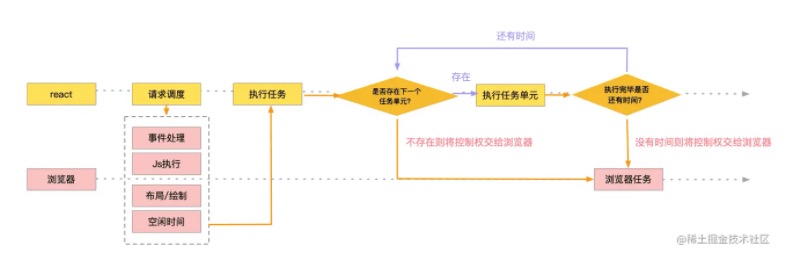 还有时间
react
请求调度
执行任务
是否存在下一个
任务单元?
存在
执行任务单元
执行完毕是否
还有时间?
事件处理
Js执行
不存在则将控制权交给浏览器
没有时间则将控制权交给浏览器
浏览器
布局/绘制
空闲时间
浏览器任务
@稀土掘金技术社区